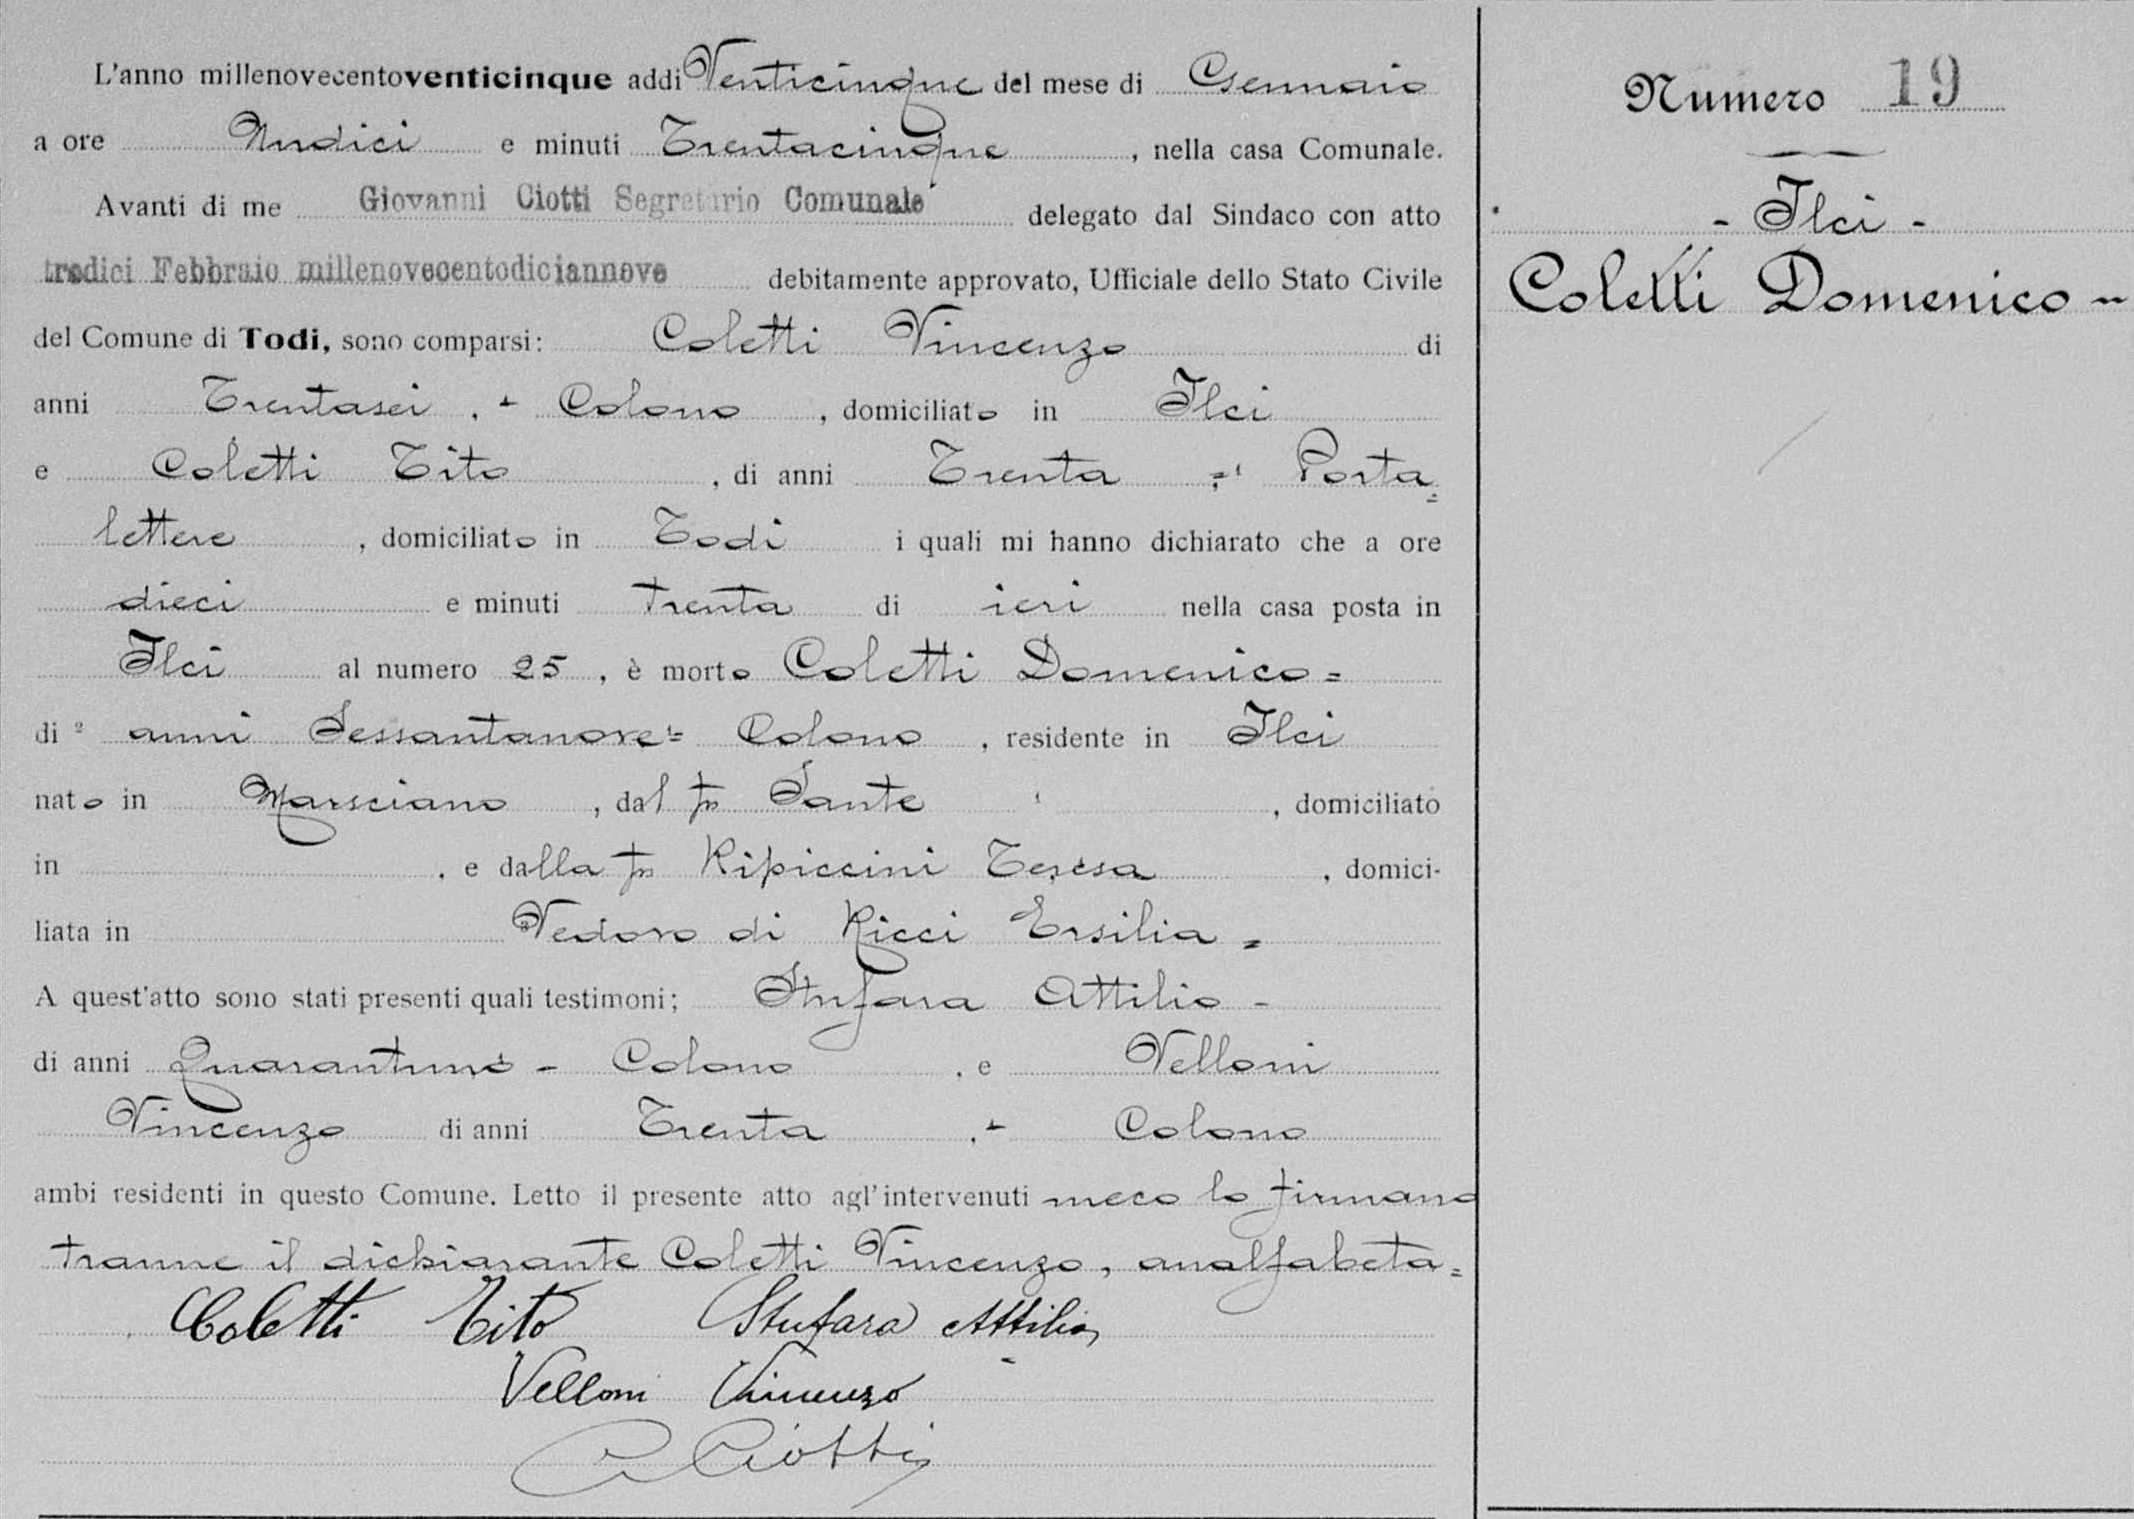 L'anno millenovecentoventicinque addi Venticinque del mese di Gennaio
a ore Undici e minuti Trentacinque, nella casa Comunale.
Avanti di me Giovanni Ciotti Segretario Comunale delegato dal Sindaco con atto
tredici Febbraio millenovecentodiciannove debitamente approvato, Ufficiale dello Stato Civile
del Comune di Todi, sono comparsi: Coletti Vincenzo di
anni Trentasei, - Colono, domiciliato in Ilci
e Coletti Tito, di anni Trenta, Porta=
lettere, domiciliato in Todi i quali mi hanno dichiarato che a ore
dieci e minuti trenta di ieri nella casa posta in
Ilci al numero 25, è morto Coletti Domenico =
di anni Sessantanove = Colono, residente in Ilci
nato in Marsciano, dal fu Sante, domiciliato
in , e dalla fu Ripiccini Teresa, domici-
liata in Vedovo di Ricci Ersilia =
A quest'atto sono stati presenti quali testimoni; Stufara Attilio -
di anni Quarantuno - Colono, e Velloni
Vincenzo di anni Trenta, - Colono
ambi residenti in questo Comune. Letto il presente atto agl'intervenuti meco lo firmano
tranne il dichiarante Coletti Vincenzo, analfabeta =
Coletti Tito Stufara Attilio
Velloni Vincenzo
Ciotti
Numero 19
- Ilci -
Coletti Domenico =